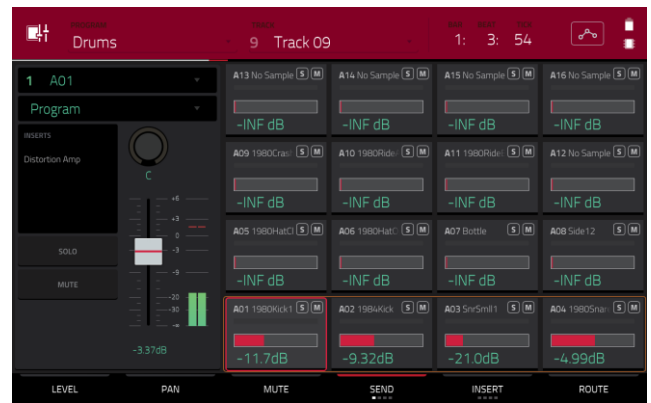 PROGRAM
Drums
TRACK
9 Track 09
BAR BEAT TICK
1: 3: 54
1 A01
Program
INSERTS
Distortion Amp
C
+6
+3
0
-3
-9
-20
-30
-∞
SOLO
MUTE
-3.37dB
A13 No Sample S M
-INF dB
A14 No Sample S M
-INF dB
A15 No Sample S M
-INF dB
A16 No Sample S M
-INF dB
A09 1980Cras S M
-INF dB
A10 1980Ride S M
-INF dB
A11 1980Ride S M
-INF dB
A12 No Sample S M
-INF dB
A05 1980HatCl S M
-INF dB
A06 1980Hat S M
-INF dB
A07 Bottle S M
-INF dB
A08 Side12 S M
-INF dB
A01 1980Kick1 S M
-11.7dB
A02 1984Kick S M
-9.32dB
A03 SnrSmll1 S M
-21.0dB
A04 1980Snar S M
-4.99dB
LEVEL
PAN
MUTE
SEND
INSERT
ROUTE